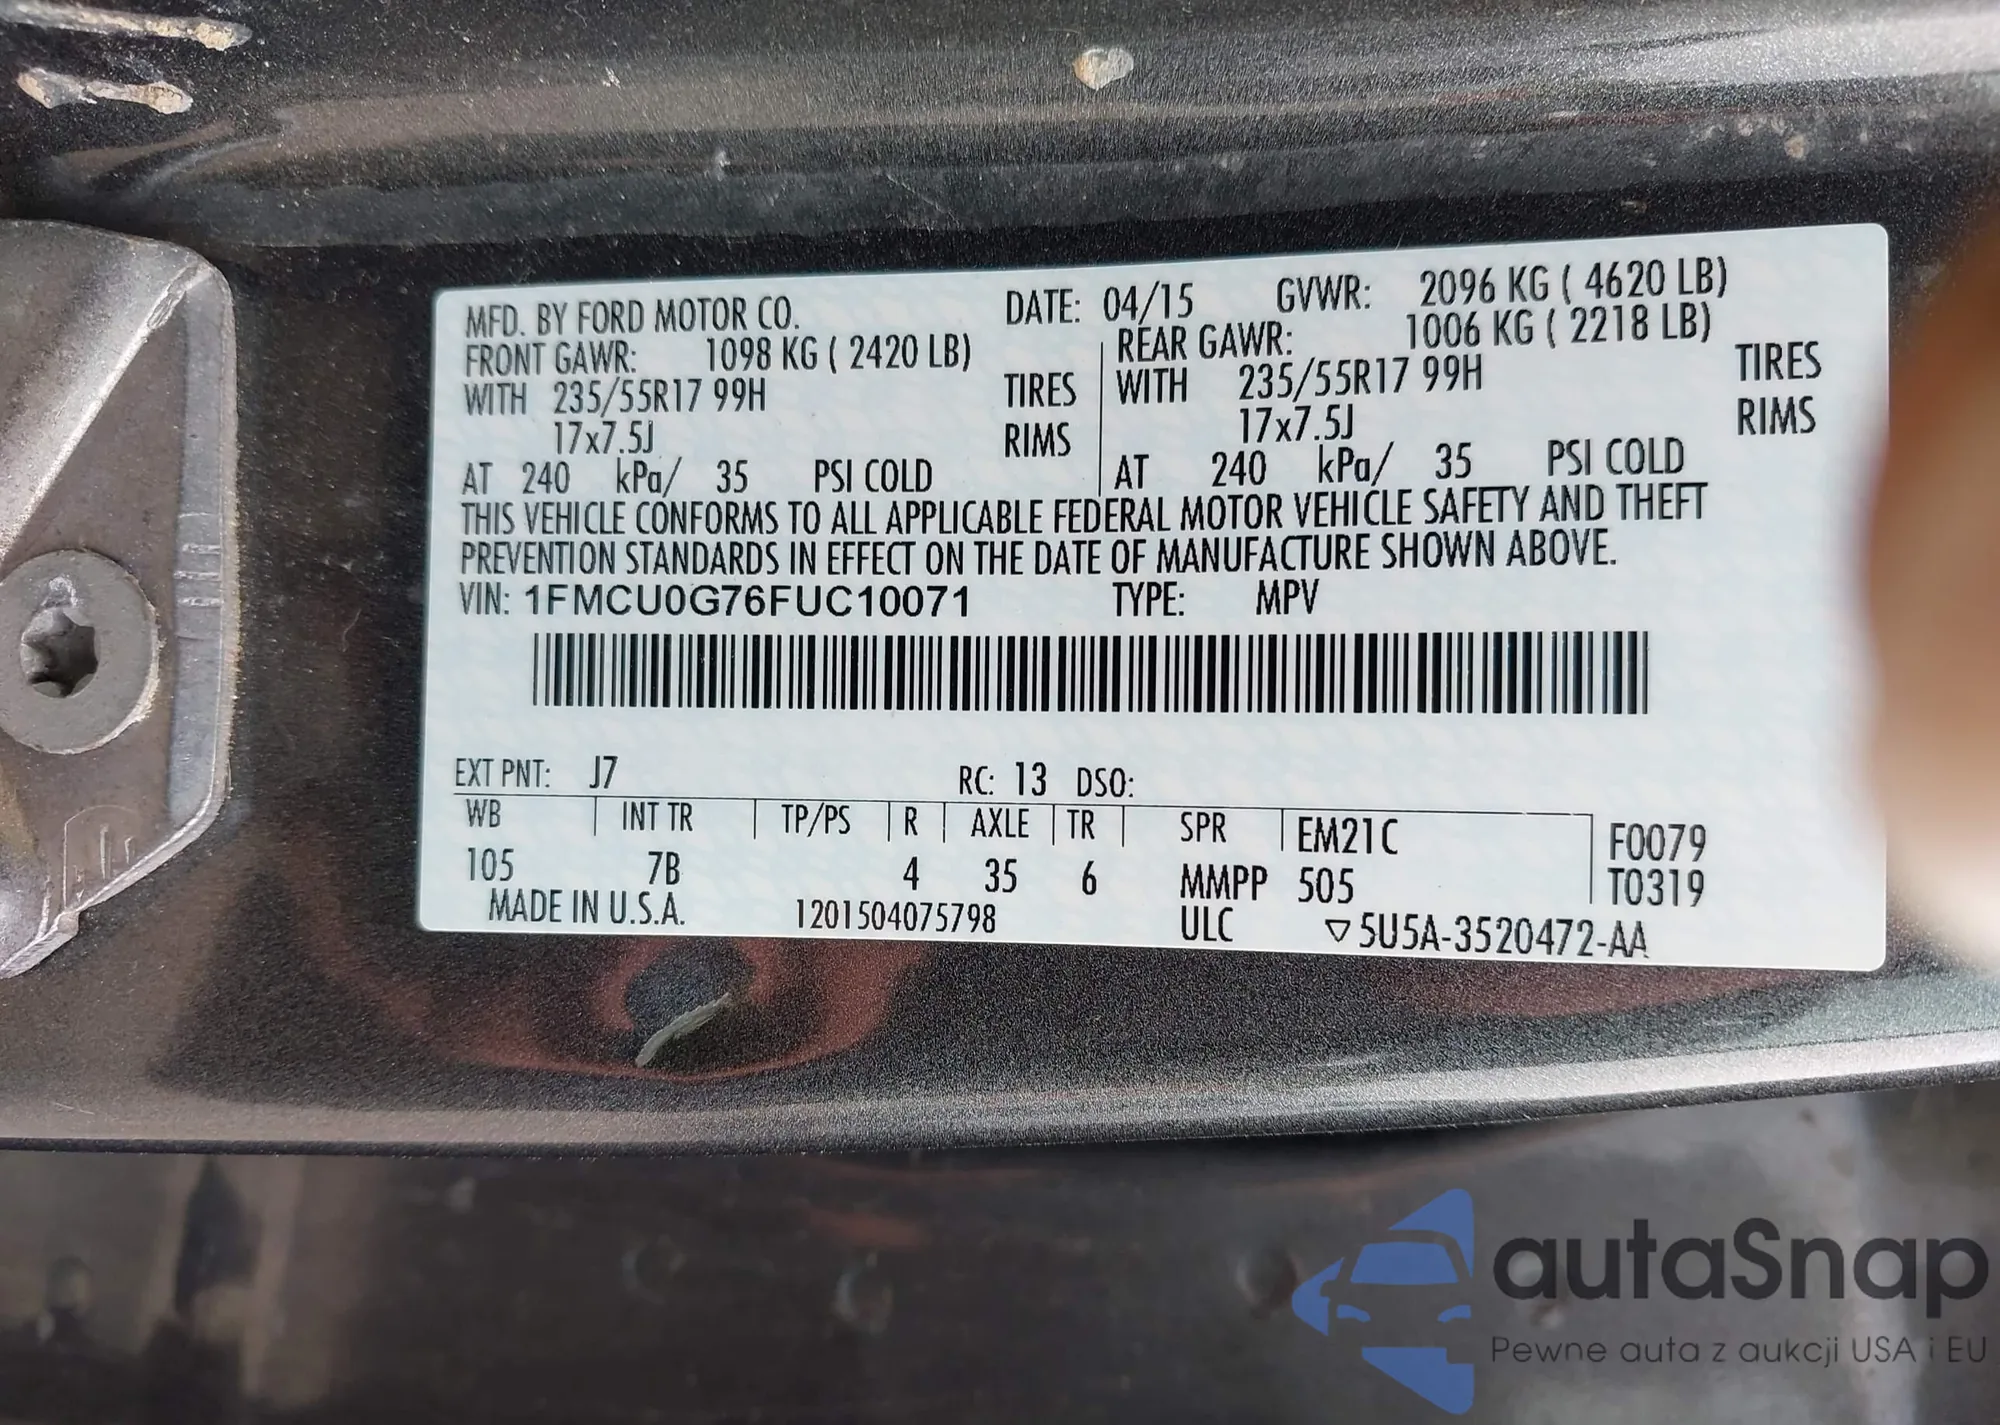 MFD. BY FORD MOTOR CO. DATE: 04/15 GVWR: 2096 KG ( 4620 LB)
FRONT GAWR: 1098 KG ( 2420 LB) REAR GAWR: 1006 KG ( 2218 LB)
WITH 235/55R17 99H TIRES WITH 235/55R17 99H TIRES
17x7.5J RIMS 17x7.5J RIMS
AT 240 kPa/ 35 PSI COLD AT 240 kPa/ 35 PSI COLD
THIS VEHICLE CONFORMS TO ALL APPLICABLE FEDERAL MOTOR VEHICLE SAFETY AND THEFT
PREVENTION STANDARDS IN EFFECT ON THE DATE OF MANUFACTURE SHOWN ABOVE.
VIN: 1FMCU0G76FUC10071 TYPE: MPV
EXT PNT: J7 RC: 13 DSO:
WB INT TR TP/PS R AXLE TR SPR EM21C F0079
105 7B 4 35 6 MMPP 505 T0319
MADE IN U.S.A. 1201504075798 ULC ▽5U5A-3520472-AA
autaSnap
Pewne auta z aukcji USA i EU